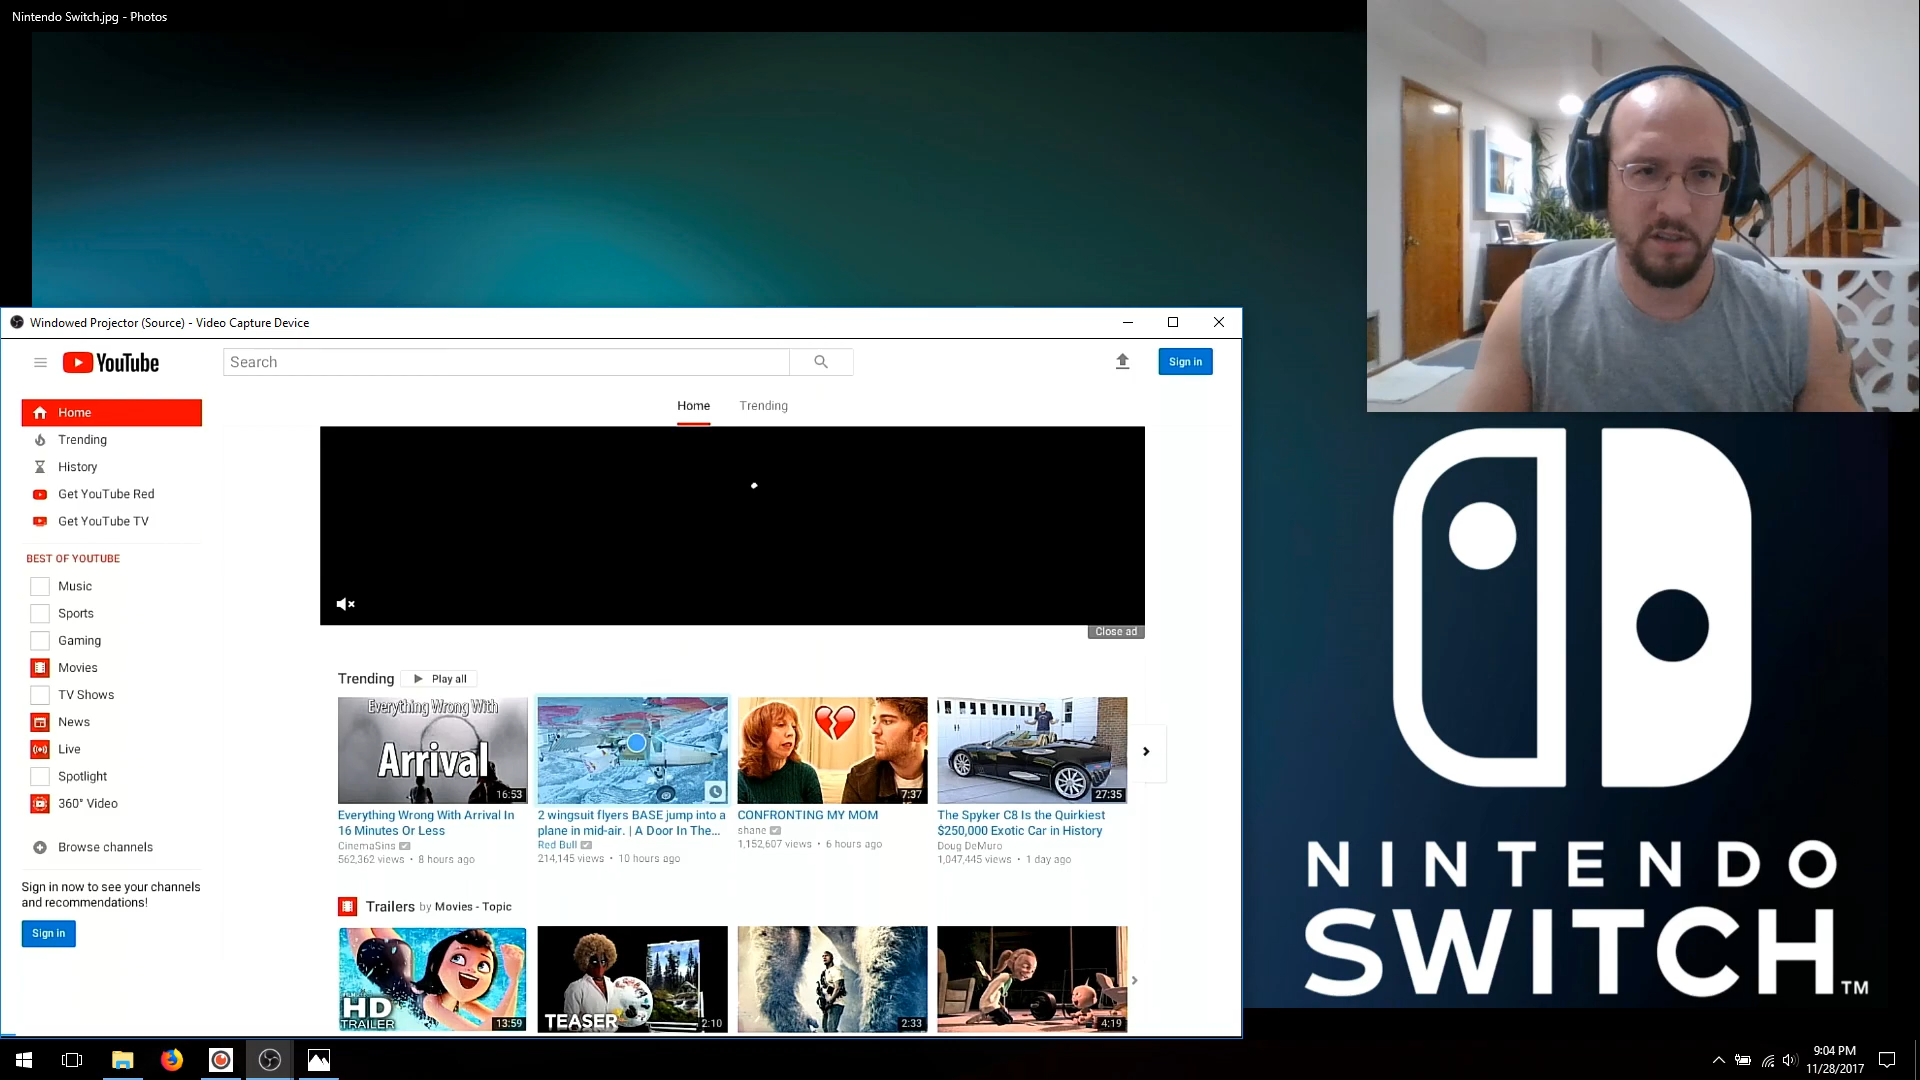 Nintendo Switch.jpg - Photos
Windowed Projector (Source) - Video Capture Device
YouTube
Search
Sign in
Home
Trending
Home
Trending
History
Get YouTube Red
Get YouTube TV
BEST OF YOUTUBE
Music
Sports
Gaming
Movies
TV Shows
News
Live
Spotlight
360° Video
Browse channels
Sign in now to see your channels
and recommendations!
Sign in
Close ad
Trending
Play all
Everything Wrong With
Arrival
16:53
7:37
27:35
Everything Wrong With Arrival In
16 Minutes Or Less
CinemaSins
562,362 views • 8 hours ago
2 wingsuit flyers BASE jump into a
plane in mid-air. | A Door In The...
Red Bull
214,145 views • 10 hours ago
CONFRONTING MY MOM
shane
1,152,607 views • 6 hours ago
The Spyker C8 Is the Quirkiest
$250,000 Exotic Car in History
Doug DeMuro
1,047,445 views • 1 day ago
Trailers by Movies - Topic
HD
TRAILER
13:59
TEASER
2:10
2:33
4:19
NINTENDO
SWITCH™
9:04 PM
11/28/2017